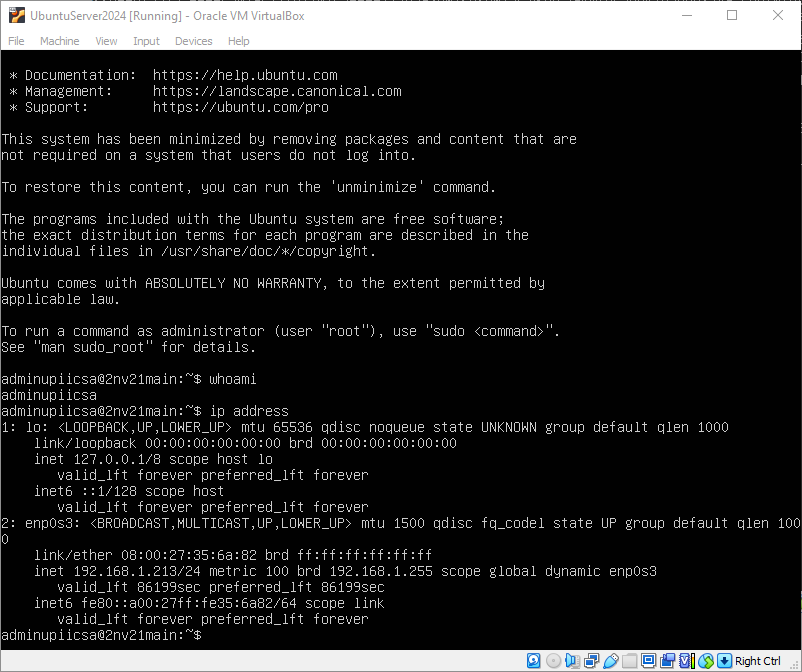 UbuntuServer2024 [Running] - Oracle VM VirtualBox
File Machine View Input Devices Help
* Documentation: https://help.ubuntu.com
* Management: https://landscape.canonical.com
* Support: https://ubuntu.com/pro
This system has been minimized by removing packages and content that are
not required on a system that users do not log into.
To restore this content, you can run the 'unminimize' command.
The programs included with the Ubuntu system are free software;
the exact distribution terms for each program are described in the
individual files in /usr/share/doc/*/copyright.
Ubuntu comes with ABSOLUTELY NO WARRANTY, to the extent permitted by
applicable law.
To run a command as administrator (user "root"), use "sudo <command>".
See "man sudo_root" for details.
adminupiicsa@2nv21main:~$ whoami
adminupiicsa
adminupiicsa@2nv21main:~$ ip address
1: lo: <LOOPBACK,UP,LOWER_UP> mtu 65536 qdisc noqueue state UNKNOWN group default qlen 1000
link/loopback 00:00:00:00:00:00 brd 00:00:00:00:00:00
inet 127.0.0.1/8 scope host lo
valid_lft forever preferred_lft forever
inet6 ::1/128 scope host
valid_lft forever preferred_lft forever
2: enp0s3: <BROADCAST,MULTICAST,UP,LOWER_UP> mtu 1500 qdisc fq_codel state UP group default qlen 100
0
link/ether 08:00:27:35:6a:82 brd ff:ff:ff:ff:ff:ff
inet 192.168.1.213/24 metric 100 brd 192.168.1.255 scope global dynamic enp0s3
valid_lft 86199sec preferred_lft 86199sec
inet6 fe80::a00:27ff:fe35:6a82/64 scope link
valid_lft forever preferred_lft forever
adminupiicsa@2nv21main:~$
Right Ctrl